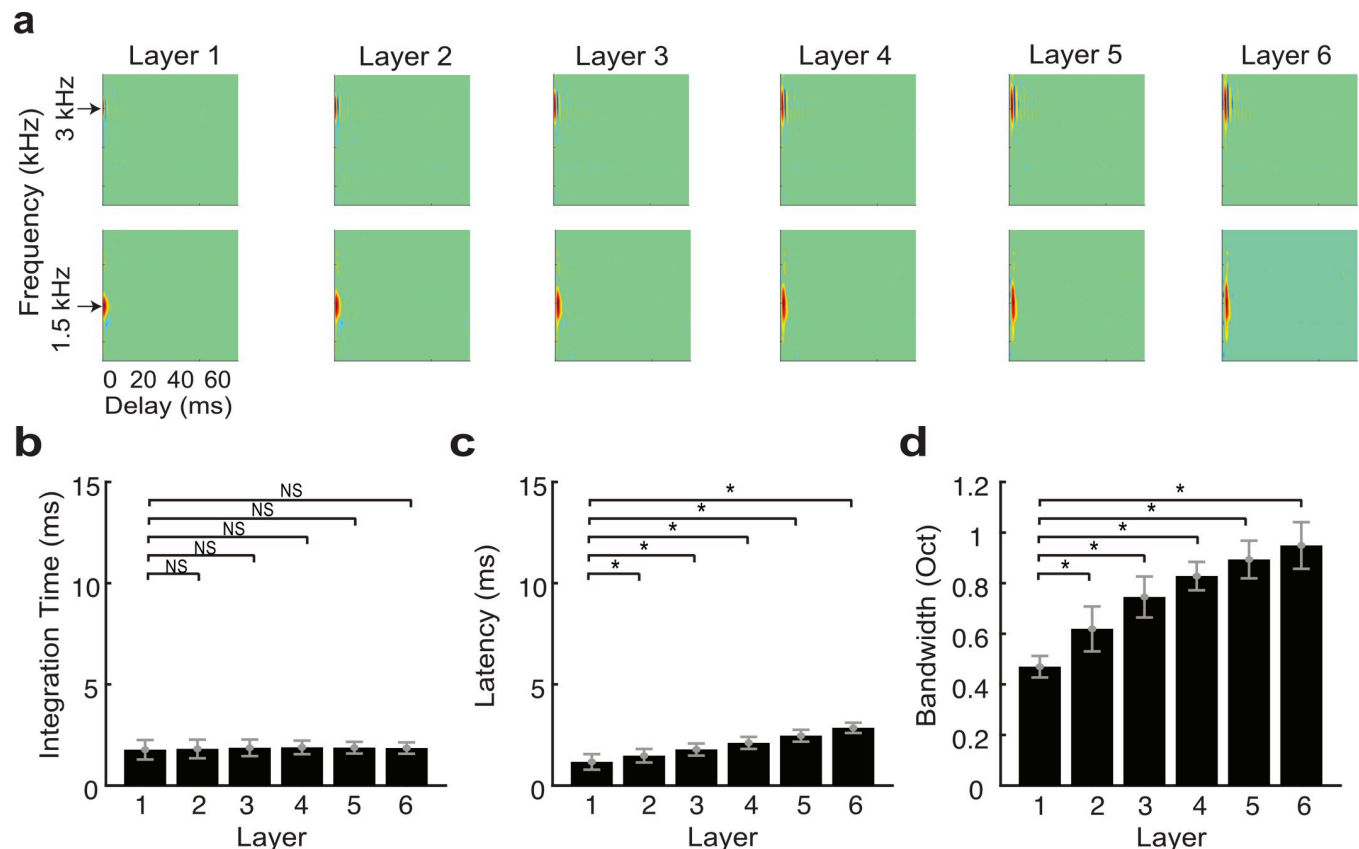 a
Layer 1
Layer 2
Layer 3
Layer 4
Layer 5
Layer 6
Frequency (kHz)
3 kHz
1.5 kHz
0 20 40 60
Delay (ms)
b
Integration Time (ms)
15
10
5
0
NS
NS
NS
NS
NS
1 2 3 4 5 6
Layer
c
Latency (ms)
15
10
5
0
*
*
*
*
*
1 2 3 4 5 6
Layer
d
Bandwidth (Oct)
1.2
1
0.8
0.6
0.4
0.2
0
*
*
*
*
*
1 2 3 4 5 6
Layer